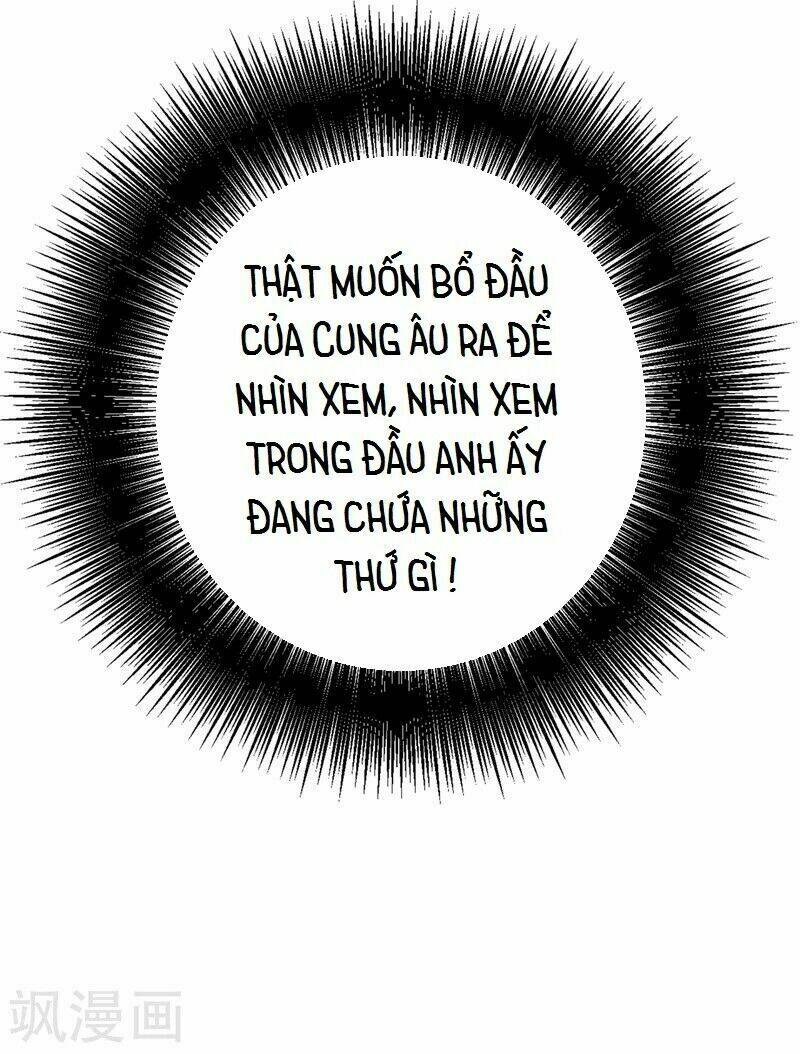 THẬT MUỐN BỔ ĐẦU
CỦA CUNG ÂU RA ĐỂ
NHÌN XEM, NHÌN XEM
TRONG ĐẦU ANH ẤY
ĐANG CHỨA NHỮNG
THỨ GÌ !
飒漫画